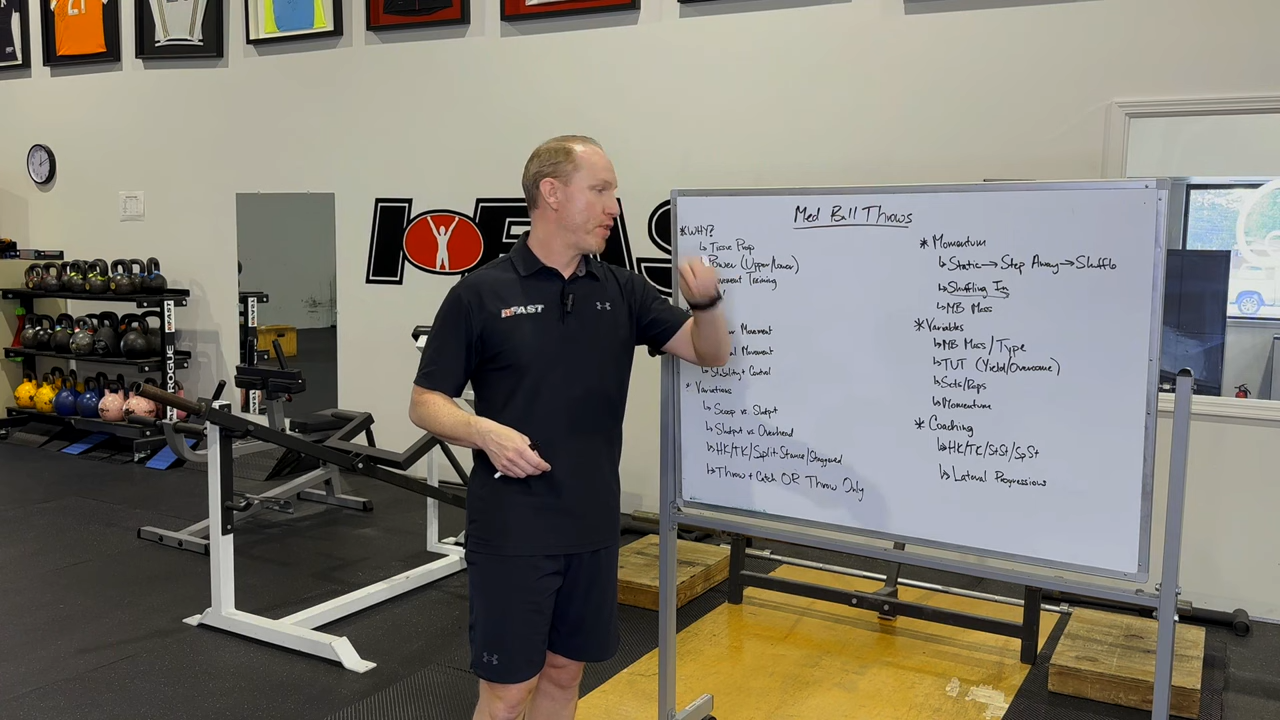 Med Ball Throws
* WHY?
↳ Tissue Prep
↳ Power (Upper/Lower)
Movement Training
Movement
Movement
Stability + Control
* Variations
↳ Scoop vs. Shotput
↳ Shotput vs Overhead
↳ HK/TK/Split-Stance/Staggered
↳ Throw + Catch OR Throw Only
* Momentum
↳ Static → Step Away → Shuffle
↳ Shuffling In
↳ MB Mass
* Variables
↳ MB Mass/Type
↳ TUT (Yield/Overcome)
↳ Sets/Reps
↳ Momentum
* Coaching
↳ HK/TK/StSt/SpSt
↳ Lateral Progressions
IFAST
ROGUE
21